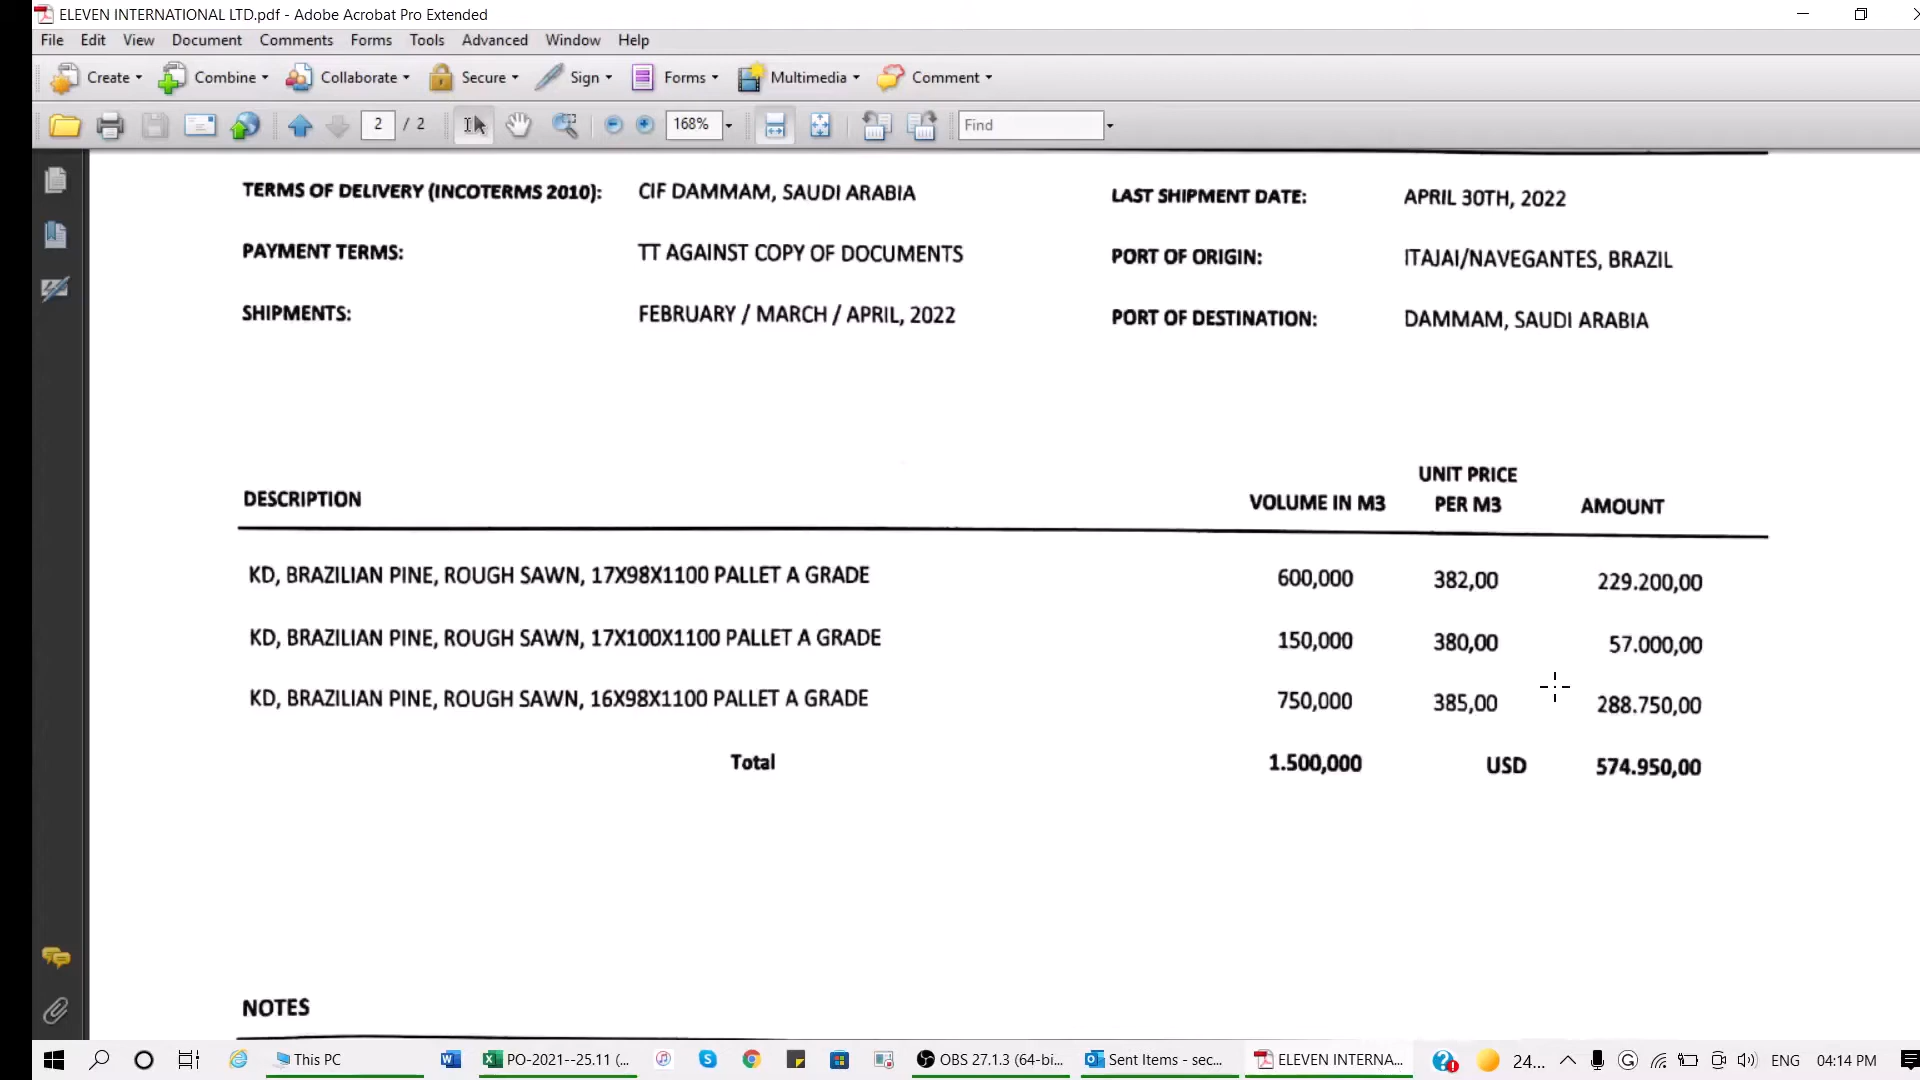 ELEVEN INTERNATIONAL LTD.pdf - Adobe Acrobat Pro Extended
File Edit View Document Comments Forms Tools Advanced Window Help
Create Combine Collaborate Secure Sign Forms Multimedia Comment
2 / 2 168% Find
TERMS OF DELIVERY (INCOTERMS 2010): CIF DAMMAM, SAUDI ARABIA LAST SHIPMENT DATE: APRIL 30TH, 2022
PAYMENT TERMS: TT AGAINST COPY OF DOCUMENTS PORT OF ORIGIN: ITAJAI/NAVEGANTES, BRAZIL
SHIPMENTS: FEBRUARY / MARCH / APRIL, 2022 PORT OF DESTINATION: DAMMAM, SAUDI ARABIA
UNIT PRICE
DESCRIPTION VOLUME IN M3 PER M3 AMOUNT
KD, BRAZILIAN PINE, ROUGH SAWN, 17X98X1100 PALLET A GRADE 600,000 382,00 229.200,00
KD, BRAZILIAN PINE, ROUGH SAWN, 17X100X1100 PALLET A GRADE 150,000 380,00 57.000,00
KD, BRAZILIAN PINE, ROUGH SAWN, 16X98X1100 PALLET A GRADE 750,000 385,00 288.750,00
Total 1.500,000 USD 574.950,00
NOTES
This PC PO-2021--25.11 (... OBS 27.1.3 (64-bi... Sent Items - sec... ELEVEN INTERNA... 24... ENG 04:14 PM